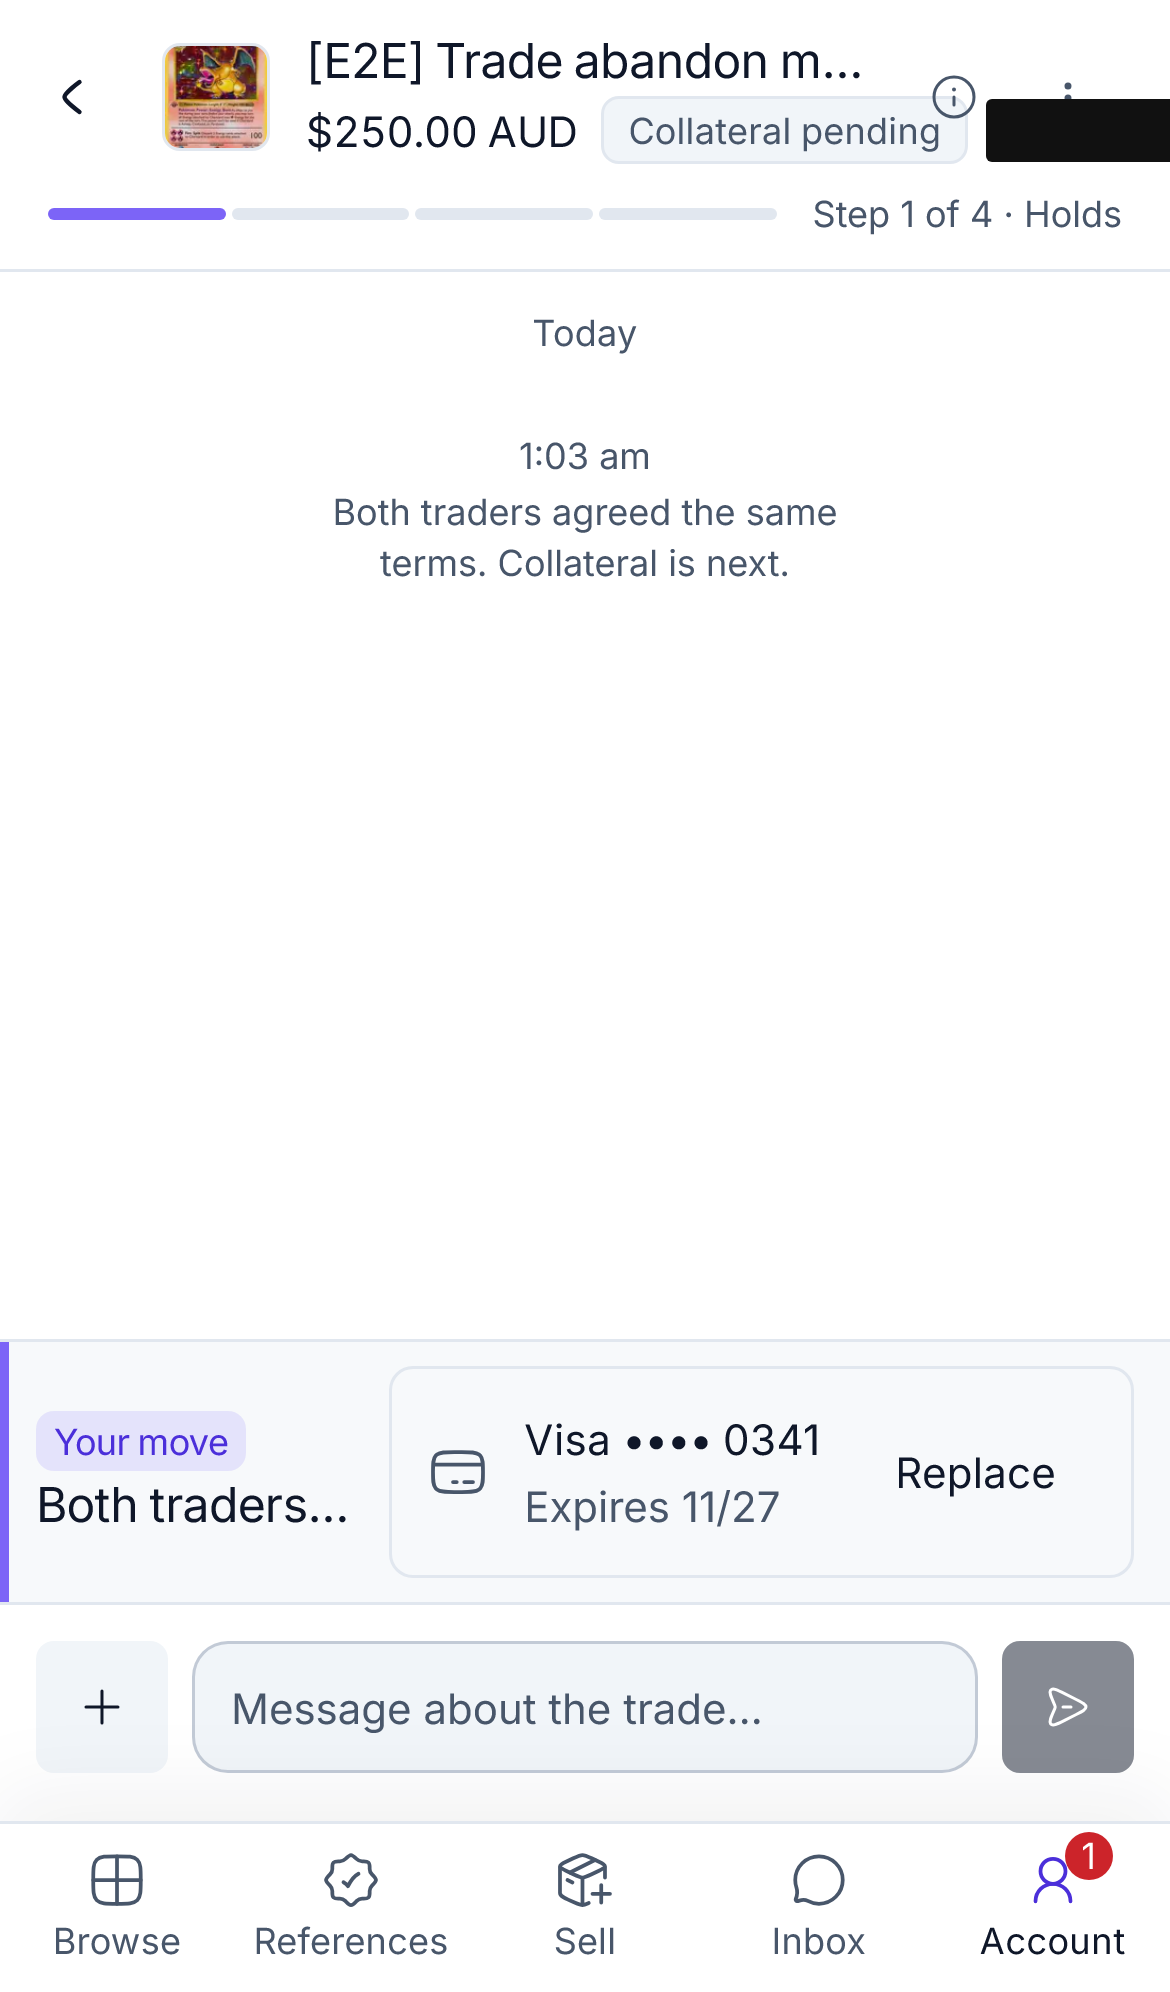 [E2E] Trade abandon m...
$250.00 AUD
Collateral pending
Step 1 of 4 · Holds
Today
1:03 am
Both traders agreed the same
terms. Collateral is next.
Your move
Both traders...
Visa •••• 0341
Expires 11/27
Replace
Message about the trade...
1
Browse
References
Sell
Inbox
Account